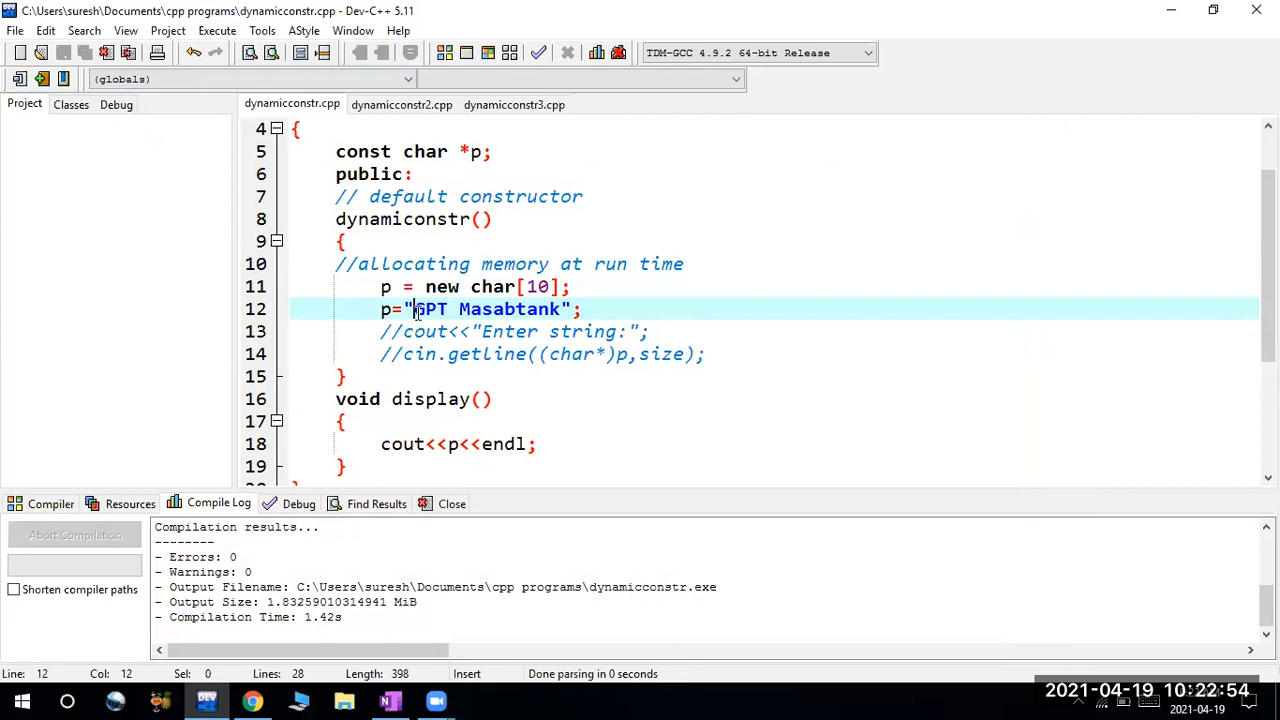 C:\Users\suresh\Documents\cpp programs\dynamicconstr.cpp - Dev-C++ 5.11
File Edit Search View Project Execute Tools AStyle Window Help
TDM-GCC 4.9.2 64-bit Release
(globals)
Project Classes Debug dynamicconstr.cpp dynamicconstr2.cpp dynamicconstr3.cpp
4 {
5 const char *p;
6 public:
7 // default constructor
8 dynamiconstr()
9 {
10 //allocating memory at run time
11 p = new char[10];
12 p="GPT Masabtank";
13 //cout<<"Enter string:";
14 //cin.getline((char*)p,size);
15 }
16 void display()
17 {
18 cout<<p<<endl;
19 }
Compiler Resources Compile Log Debug Find Results Close
Abort Compilation
Shorten compiler paths
Compilation results...
--------
- Errors: 0
- Warnings: 0
- Output Filename: C:\Users\suresh\Documents\cpp programs\dynamicconstr.exe
- Output Size: 1.83259010314941 MiB
- Compilation Time: 1.42s
Line: 12 Col: 12 Sel: 0 Lines: 28 Length: 398 Insert Done parsing in 0 seconds
DEV
2021-04-19 10:22:54
2021-04-19